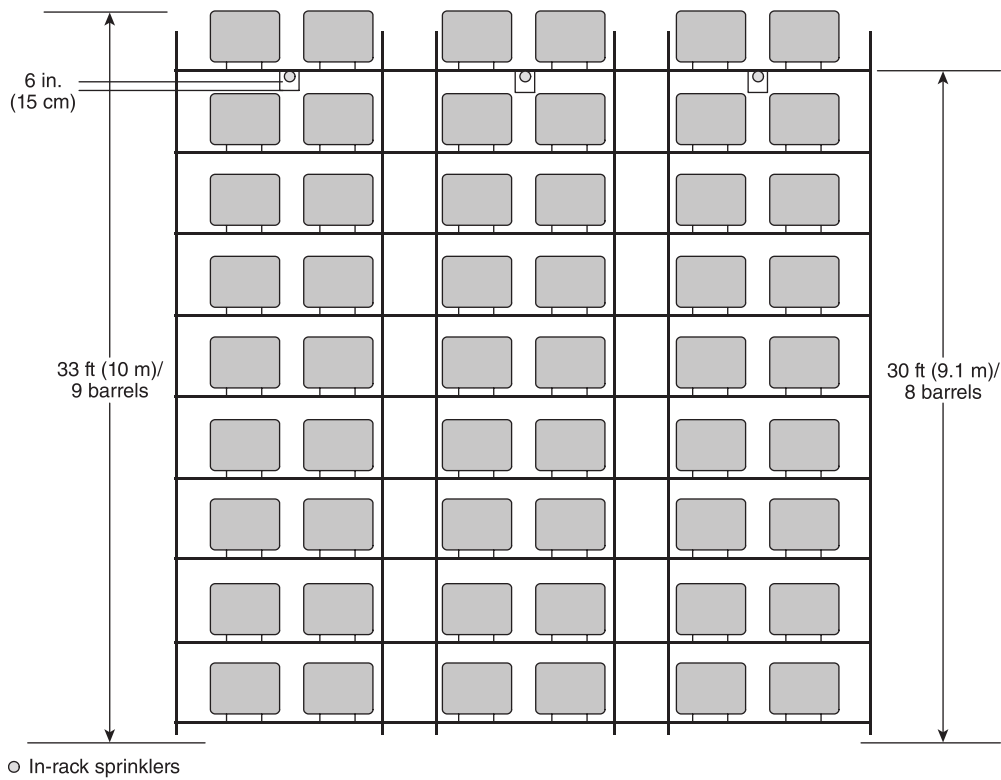 6 in.
(15 cm)
33 ft (10 m)/
9 barrels
30 ft (9.1 m)/
8 barrels
In-rack sprinklers